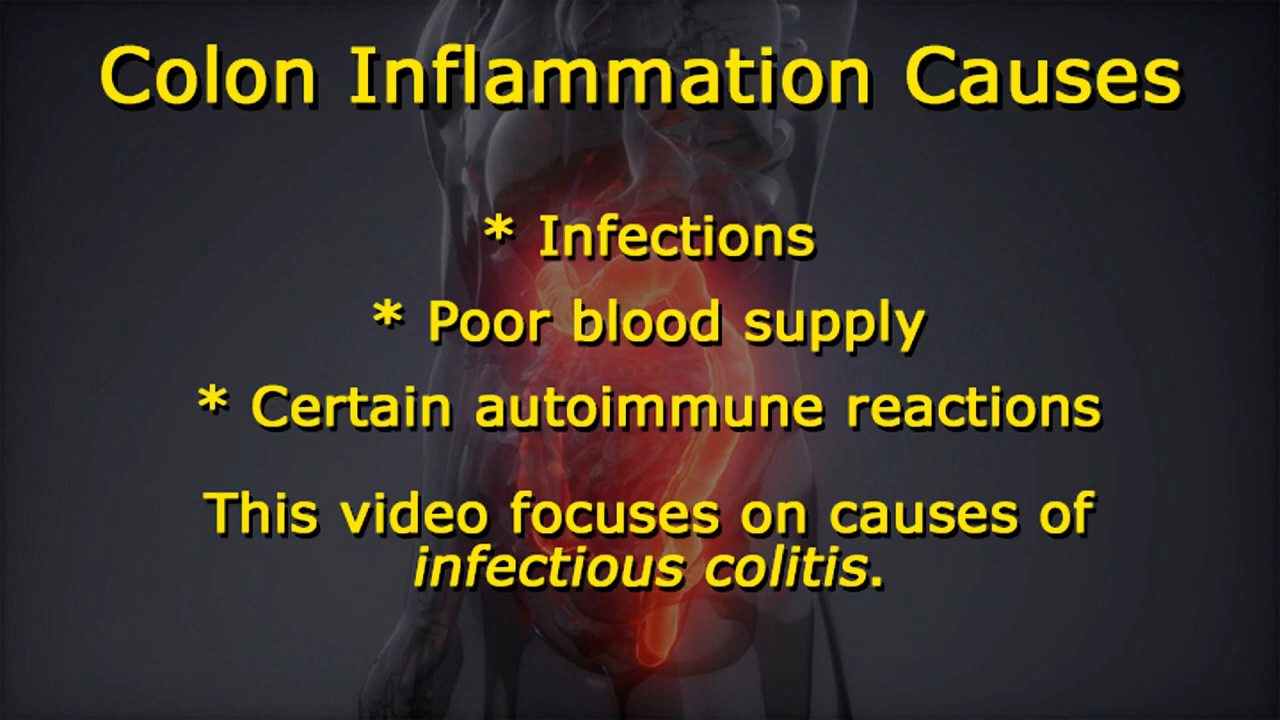 Colon Inflammation Causes
* Infections
* Poor blood supply
* Certain autoimmune reactions
This video focuses on causes of
infectious colitis.